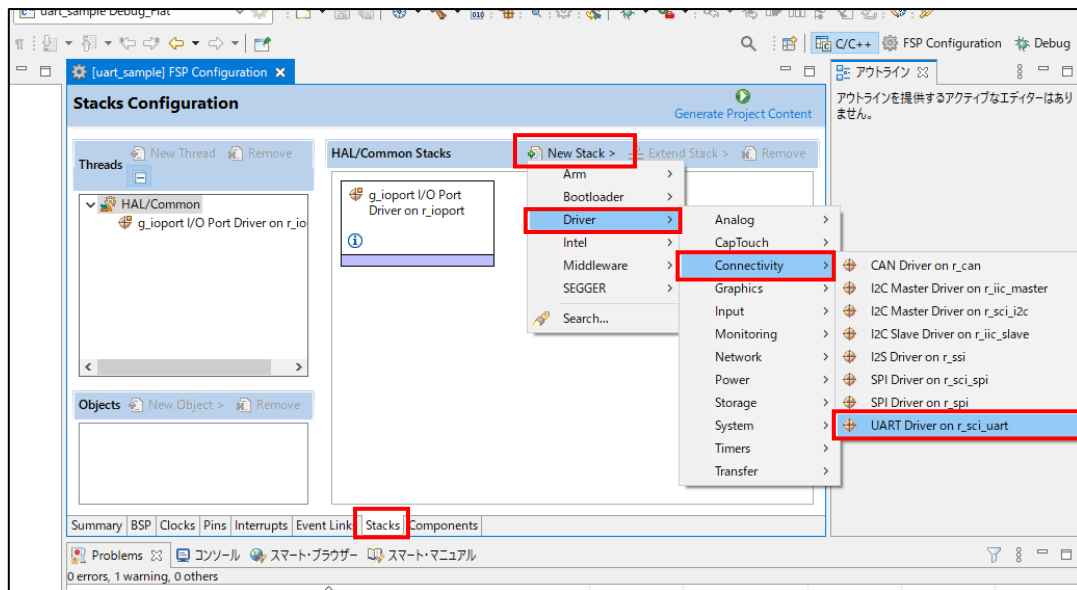 uart_sample Debug_Flat
C/C++ FSP Configuration Debug
[uart_sample] FSP Configuration
アウトライン
Stacks Configuration
Generate Project Content
アウトラインを提供するアクティブなエディターはあり
ません。
Threads New Thread Remove
HAL/Common Stacks New Stack > Extend Stack > Remove
HAL/Common
g_ioport I/O Port Driver on r_io
g_ioport I/O Port
Driver on r_ioport
Arm
Bootloader
Driver
Intel
Middleware
SEGGER
Search...
Analog
CapTouch
Connectivity
Graphics
Input
Monitoring
Network
Power
Storage
System
Timers
Transfer
CAN Driver on r_can
I2C Master Driver on r_iic_master
I2C Master Driver on r_sci_i2c
I2C Slave Driver on r_iic_slave
I2S Driver on r_ssi
SPI Driver on r_sci_spi
SPI Driver on r_spi
UART Driver on r_sci_uart
Objects New Object > Remove
Summary BSP Clocks Pins Interrupts Event Links Stacks Components
Problems コンソール スマート・ブラウザー スマート・マニュアル
0 errors, 1 warning, 0 others